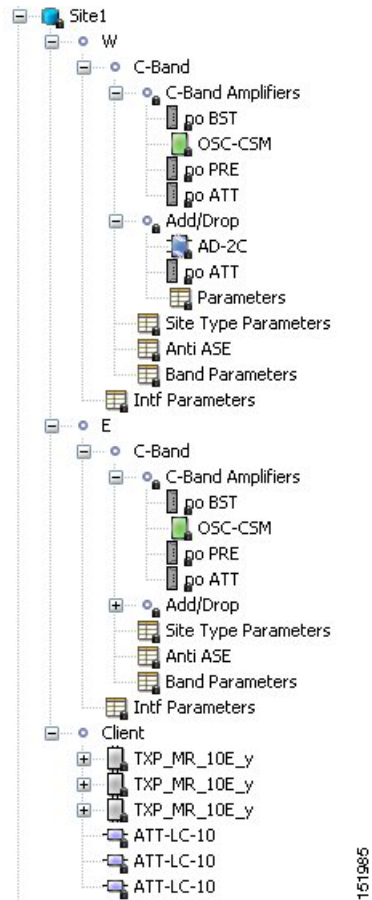 Site1
W
C-Band
C-Band Amplifiers
no BST
OSC-CSM
no PRE
no ATT
Add/Drop
AD-2C
no ATT
Parameters
Site Type Parameters
Anti ASE
Band Parameters
Intf Parameters
E
C-Band
C-Band Amplifiers
no BST
OSC-CSM
no PRE
no ATT
Add/Drop
Site Type Parameters
Anti ASE
Band Parameters
Intf Parameters
Client
TXP_MR_10E_y
TXP_MR_10E_y
TXP_MR_10E_y
ATT-LC-10
ATT-LC-10
ATT-LC-10
151985